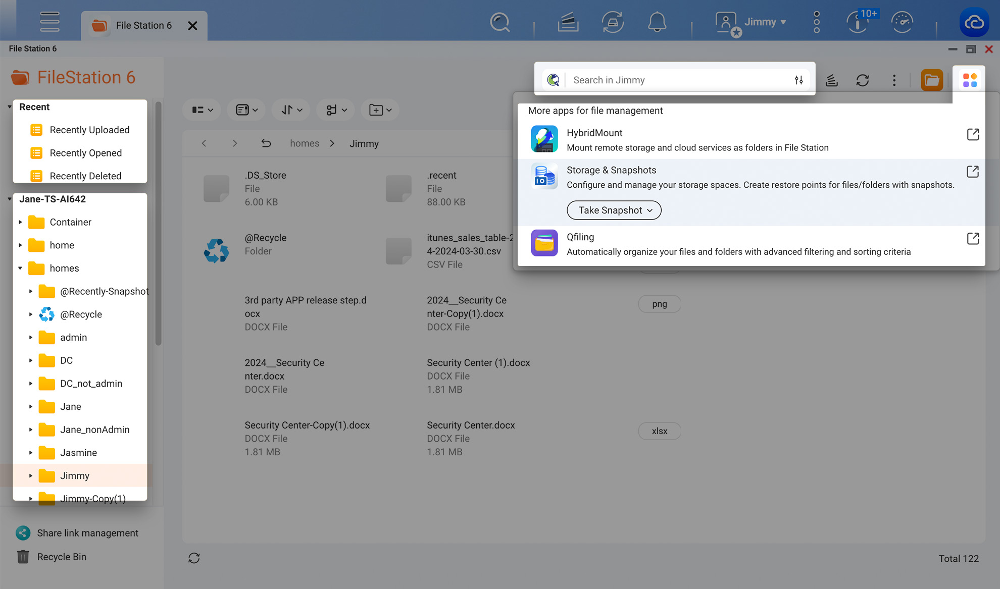 File Station 6
Jimmy
10+
File Station 6
FileStation 6
Search in Jimmy
Recent
Recently Uploaded
Recently Opened
Recently Deleted
Jane-TS-AI642
Container
home
homes
@Recently-Snapshot
@Recycle
admin
DC
DC_not_admin
Jane
Jane_nonAdmin
Jasmine
Jimmy
Jimmy-Copy(1)
Share link management
Recycle Bin
homes > Jimmy
.DS_Store
File
6.00 KB
.recent
File
88.00 KB
@Recycle
Folder
itunes_sales_table-2
4-2024-03-30.csv
CSV File
3rd party APP release step.d
ocx
DOCX File
2024__Security Ce
nter-Copy(1).docx
DOCX File
png
2024__Security Ce
nter.docx
DOCX File
Security Center (1).docx
DOCX File
1.81 MB
Security Center-Copy(1).docx
DOCX File
1.81 MB
Security Center.docx
DOCX File
1.81 MB
xlsx
More apps for file management
HybridMount
Mount remote storage and cloud services as folders in File Station
Storage & Snapshots
Configure and manage your storage spaces. Create restore points for files/folders with snapshots.
Take Snapshot
Qfiling
Automatically organize your files and folders with advanced filtering and sorting criteria
Total 122